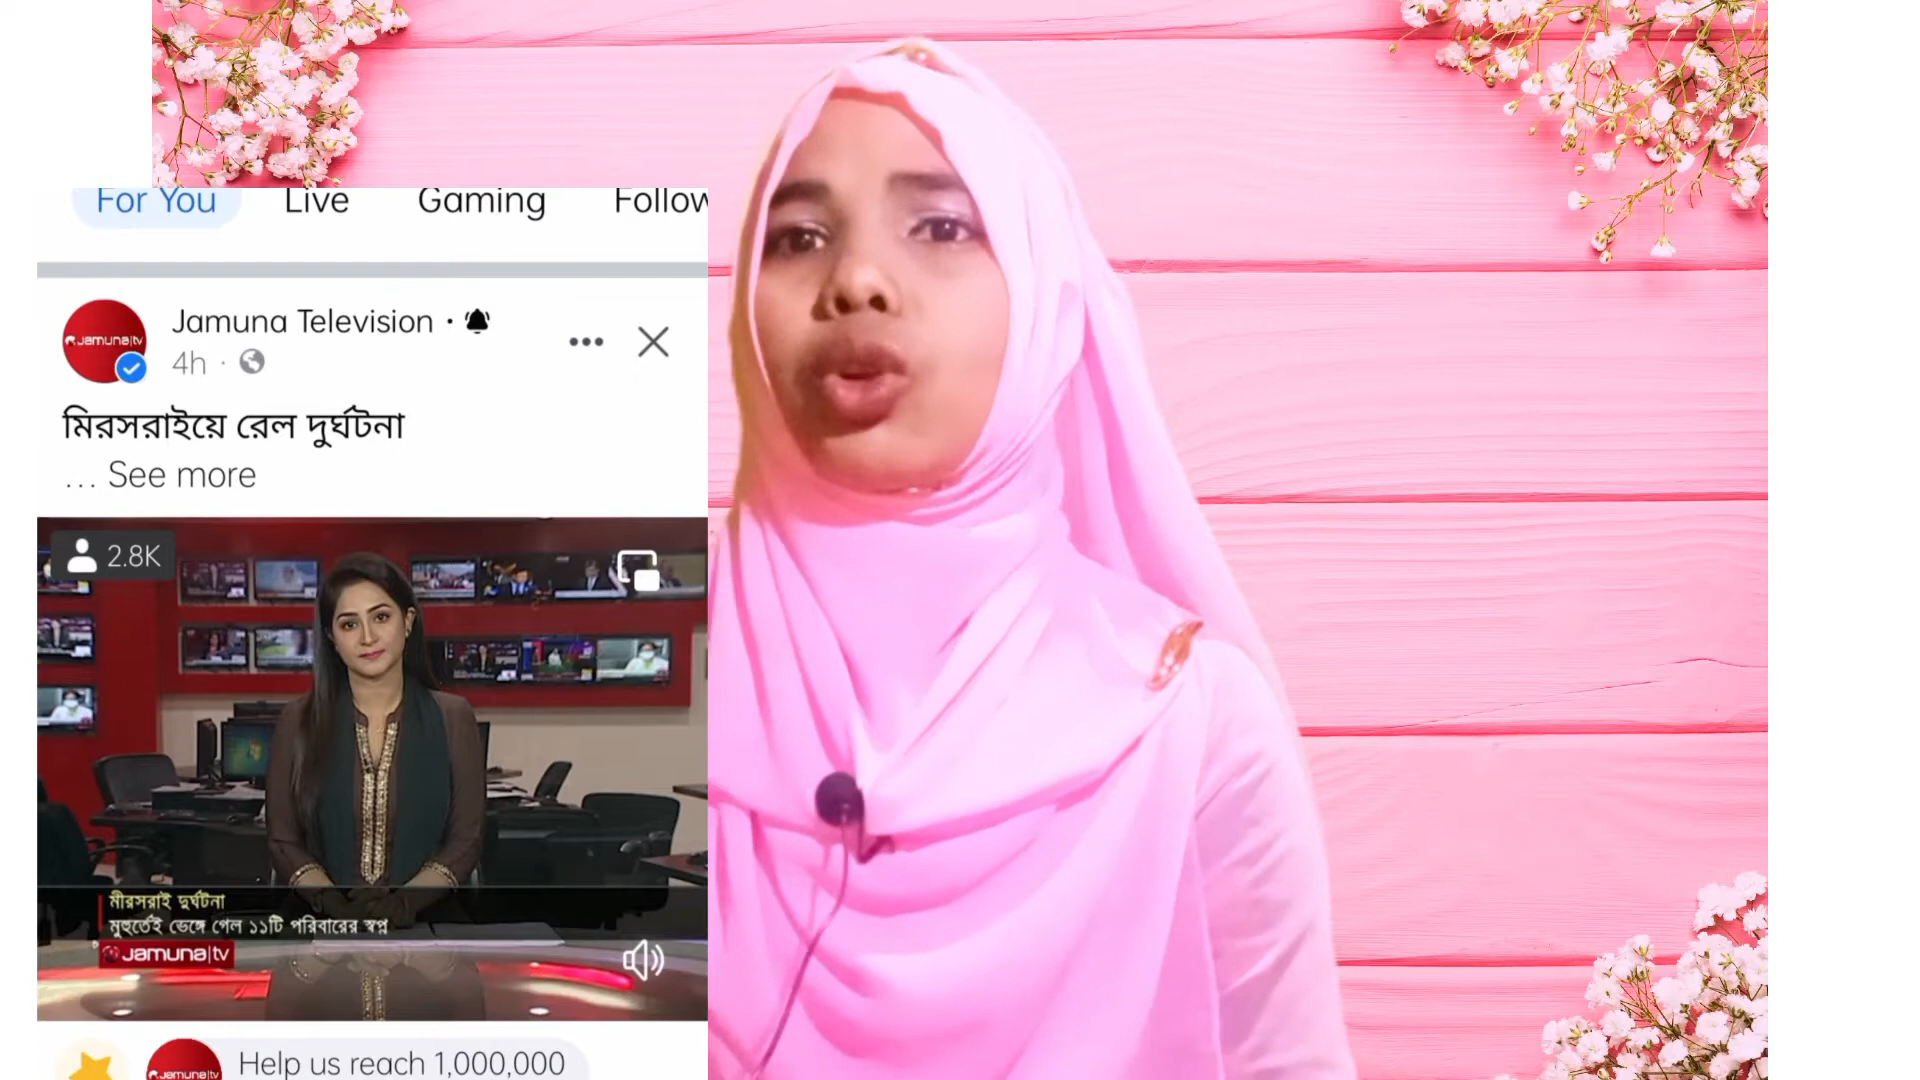 For You Live Gaming Follow
Jamuna Television
4h
মিরসরাইয়ে রেল দুর্ঘটনা
... See more
2.8K
মীরসরাই দুর্ঘটনা
মুহুর্তেই ভেঙ্গে গেল ১১টি পরিবারের স্বপ্ন
Jamuna|tv
Help us reach 1,000,000